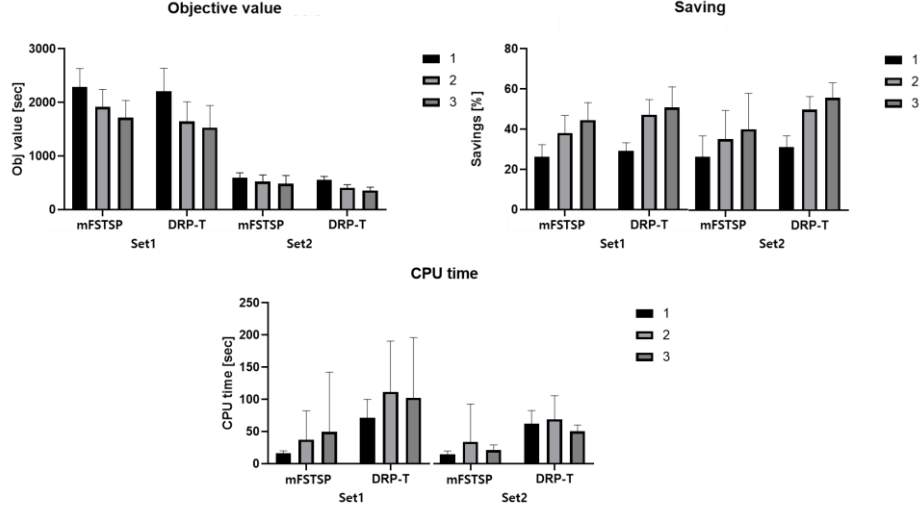 Objective value
Obj value [sec]
3000
2000
1000
0
mFSTSP DRP-T mFSTSP DRP-T
Set1 Set2
1
2
3
Saving
Savings [%]
80
60
40
20
0
mFSTSP DRP-T mFSTSP DRP-T
Set1 Set2
1
2
3
CPU time
CPU time [sec]
250
200
150
100
50
0
mFSTSP DRP-T mFSTSP DRP-T
Set1 Set2
1
2
3